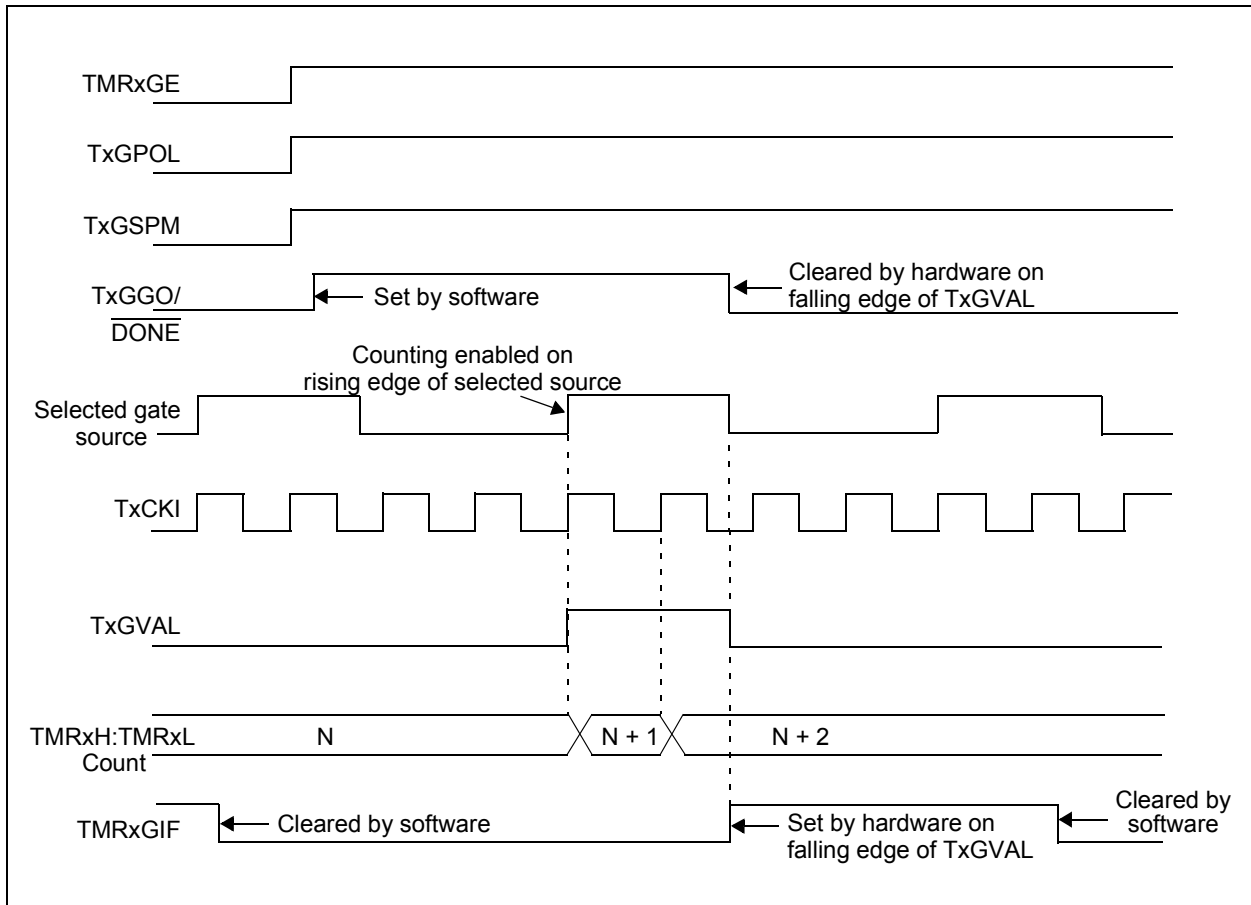 TMRxGE
TxGPOL
TxGSPM
TxGGO/
DONE
Set by software
Cleared by hardware on
falling edge of TxGVAL
Counting enabled on
rising edge of selected source
Selected gate
source
TxCKI
TxGVAL
TMRxH:TMRxL
Count
N
N + 1
N + 2
TMRxGIF
Cleared by software
Set by hardware on
falling edge of TxGVAL
Cleared by
software